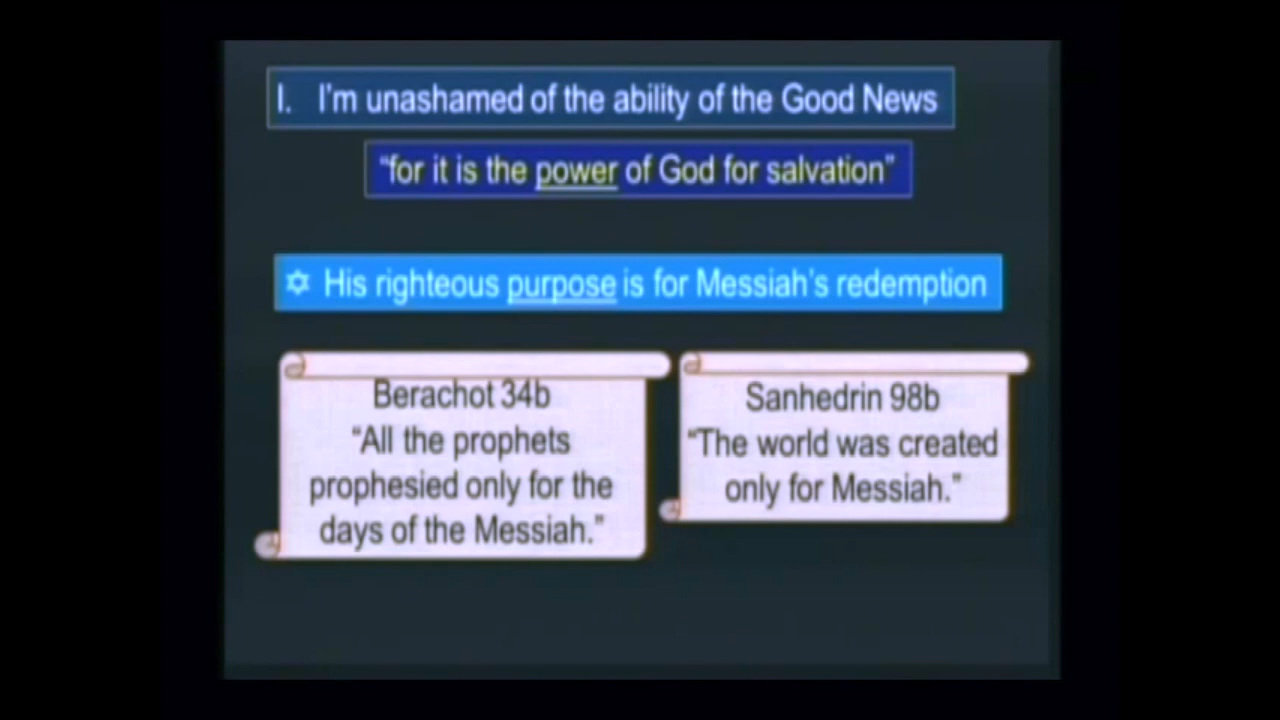 I. I'm unashamed of the ability of the Good News
“for it is the power of God for salvation”
✡ His righteous purpose is for Messiah's redemption
Berachot 34b
“All the prophets
prophesied only for the
days of the Messiah.”
Sanhedrin 98b
“The world was created
only for Messiah.”